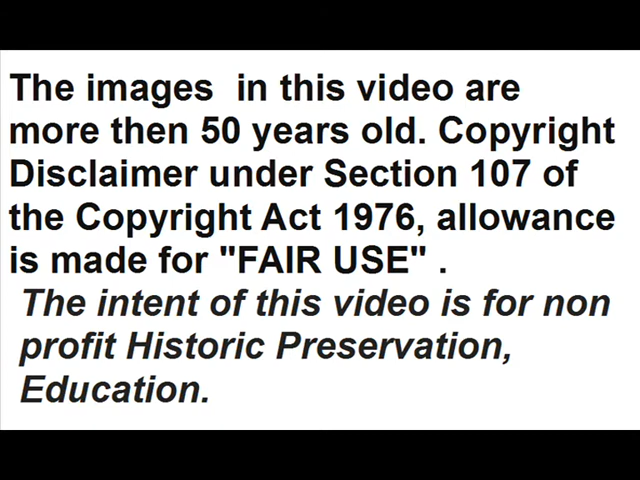 The images  in this video are
more then 50 years old. Copyright
Disclaimer under Section 107 of
the Copyright Act 1976, allowance
is made for "FAIR USE" .
The intent of this video is for non
profit Historic Preservation,
Education.